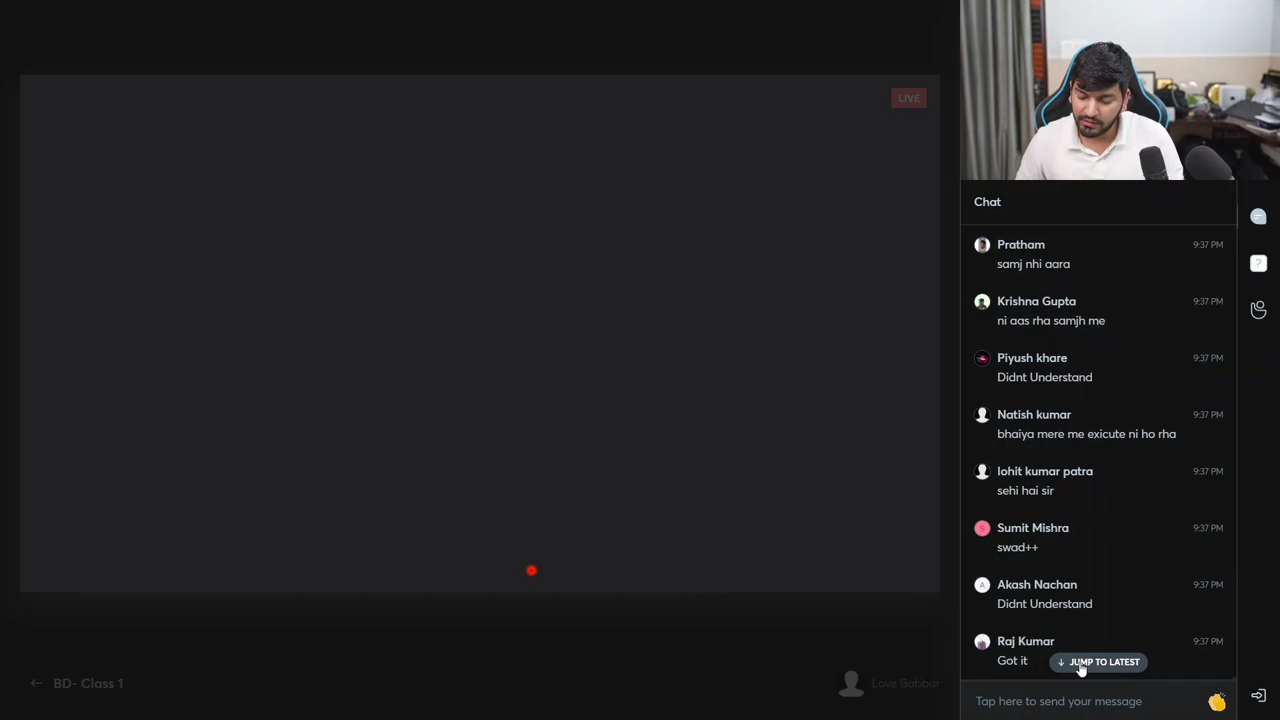 LIVE
BD- Class 1
Love Babbar
Chat
Pratham 9:37 PM
samj nhi aara
Krishna Gupta 9:37 PM
ni aas rha samjh me
Piyush khare 9:37 PM
Didnt Understand
Natish kumar 9:37 PM
bhaiya mere me exicute ni ho rha
lohit kumar patra 9:37 PM
sehi hai sir
S
Sumit Mishra 9:37 PM
swad++
A
Akash Nachan 9:37 PM
Didnt Understand
Raj Kumar 9:37 PM
Got it
↓ JUMP TO LATEST
Tap here to send your message
?